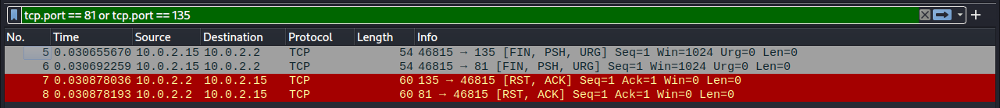 tcp.port == 81 or tcp.port == 135
No. Time Source Destination Protocol Length Info
5 0.030655670 10.0.2.15 10.0.2.2 TCP 54 46815 → 135 [FIN, PSH, URG] Seq=1 Win=1024 Urg=0 Len=0
6 0.030692259 10.0.2.15 10.0.2.2 TCP 54 46815 → 81 [FIN, PSH, URG] Seq=1 Win=1024 Urg=0 Len=0
7 0.030878036 10.0.2.2 10.0.2.15 TCP 60 135 → 46815 [RST, ACK] Seq=1 Ack=1 Win=0 Len=0
8 0.030878193 10.0.2.2 10.0.2.15 TCP 60 81 → 46815 [RST, ACK] Seq=1 Ack=1 Win=0 Len=0